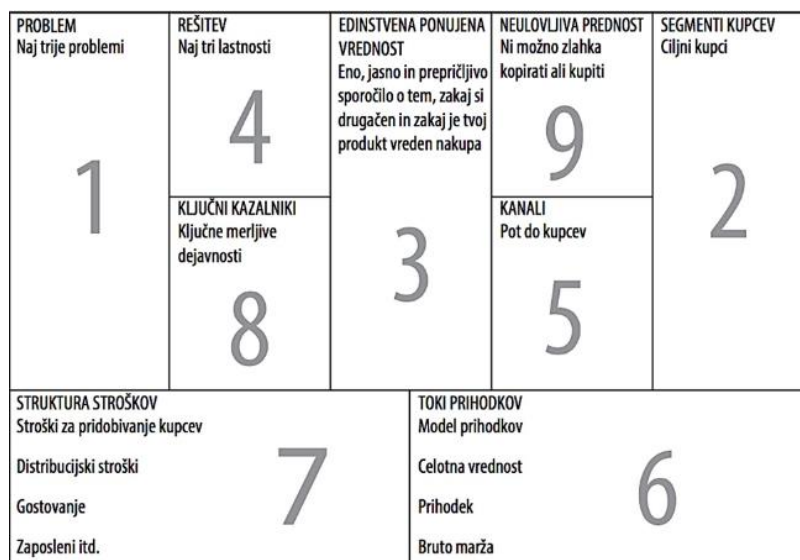 PROBLEM
Naj trije problemi
1
REŠITEV
Naj tri lastnosti
4
KLJUČNI KAZALNIKI
Ključne merljive
dejavnosti
8
EDINSTVENA PONUJENA
VREDNOST
Eno, jasno in prepričljivo
sporočilo o tem, zakaj si
drugačen in zakaj je tvoj
produkt vreden nakupa
3
NEULOVLJIVA PREDNOST
Ni možno zlahka
kopirati ali kupiti
9
KANALI
Pot do kupcev
5
SEGMENTI KUPCEV
Ciljni kupci
2
STRUKTURA STROŠKOV
Stroški za pridobivanje kupcev
Distribucijski stroški
Gostovanje
Zaposleni itd.
7
TOKI PRIHODKOV
Model prihodkov
Celotna vrednost
Prihodek
Bruto marža
6